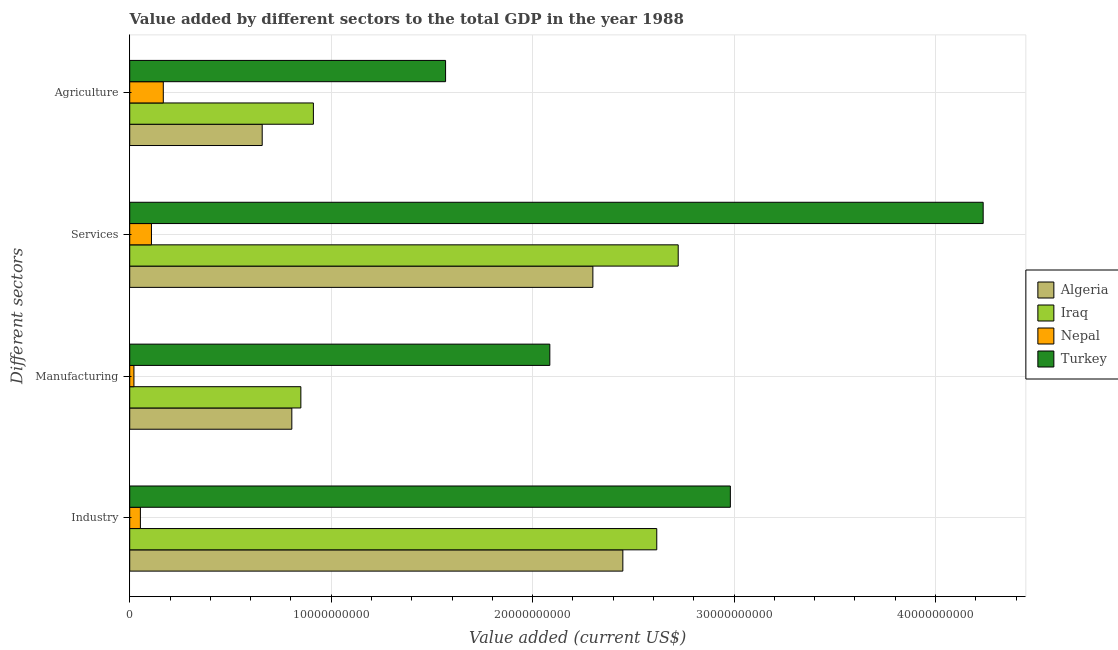 Value added by different sectors to the total GDP in the year 1988
Different sectors
Agriculture
Services
Manufacturing
Industry
0
10000000000
20000000000
30000000000
40000000000
Value added (current US$)
Algeria
Iraq
Nepal
Turkey